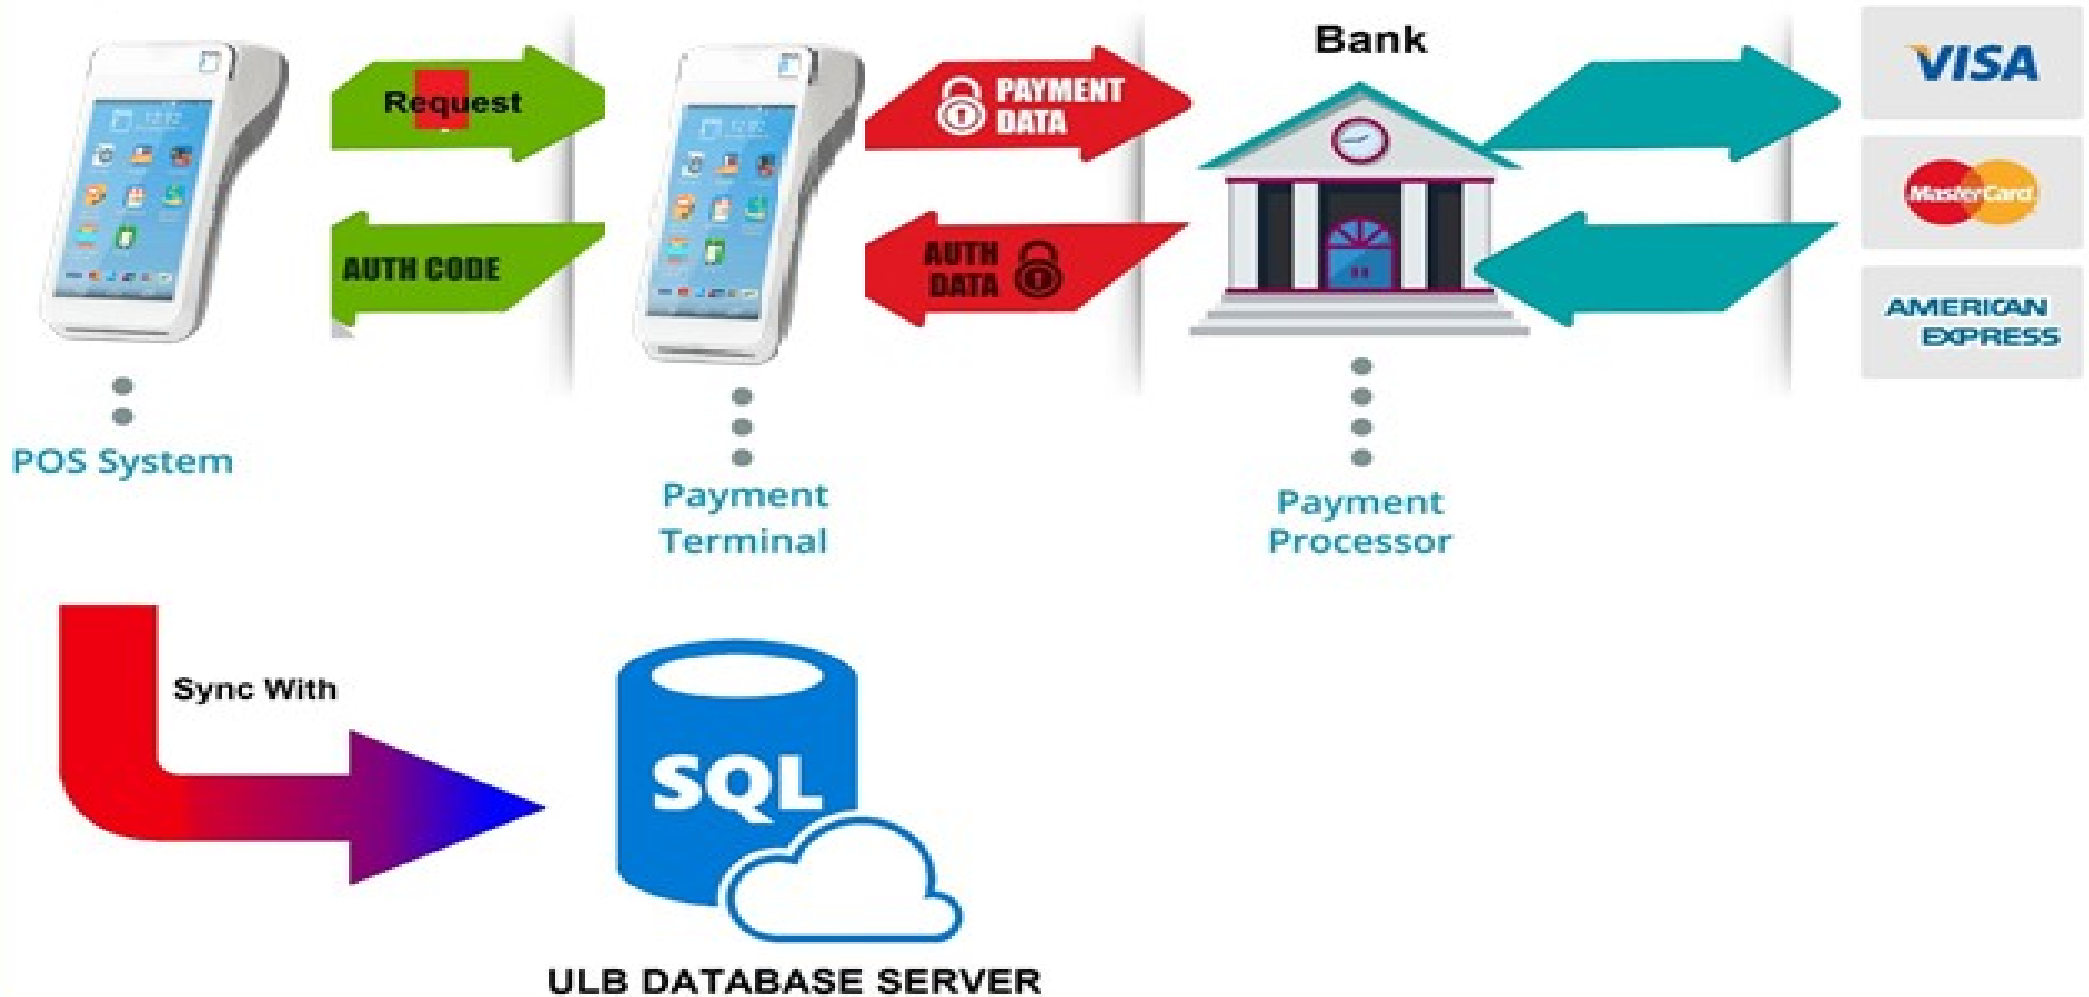 Bank
Request
PAYMENT
DATA
VISA
MasterCard
AUTH CODE
AUTH
DATA
AMERICAN
EXPRESS
POS System
Payment
Terminal
Payment
Processor
Sync With
SQL
ULB DATABASE SERVER